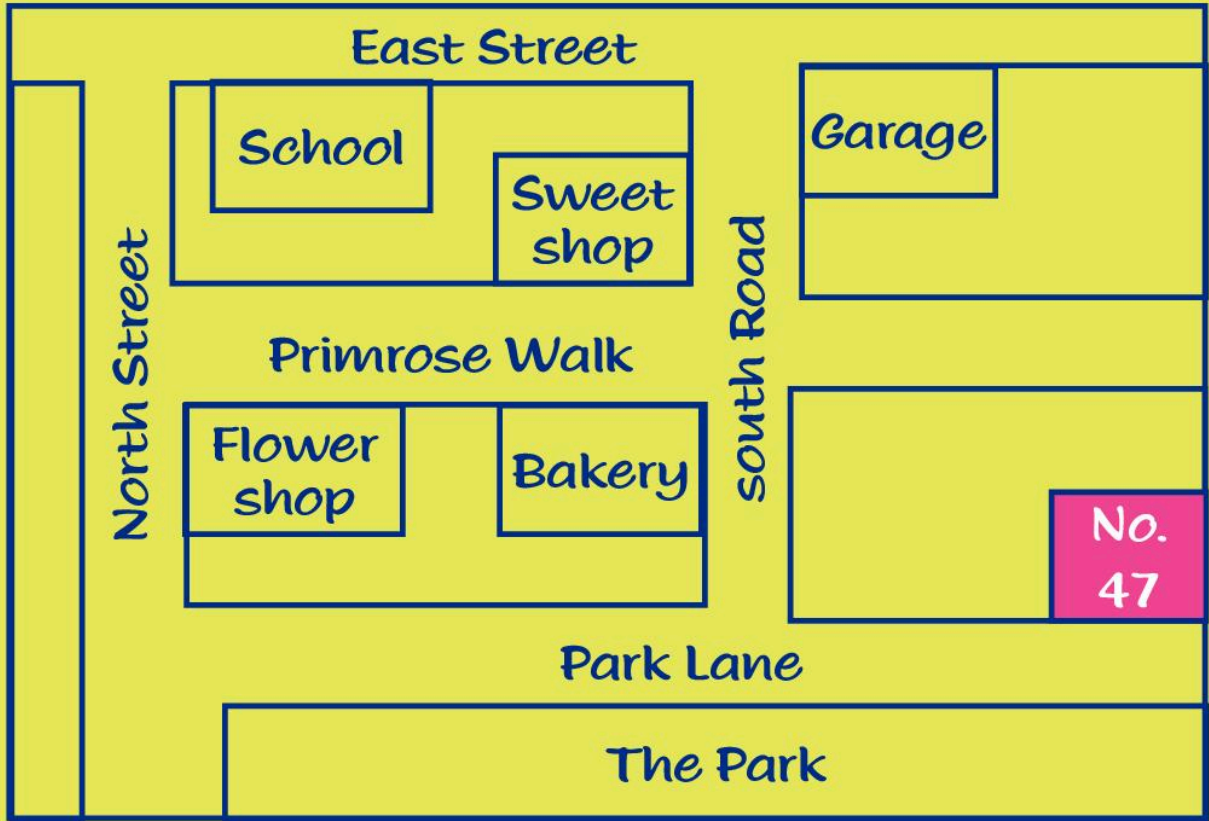 East Street
School
Garage
Sweet
shop
North Street
south Road
Primrose Walk
Flower
shop
Bakery
No.
47
Park Lane
The Park